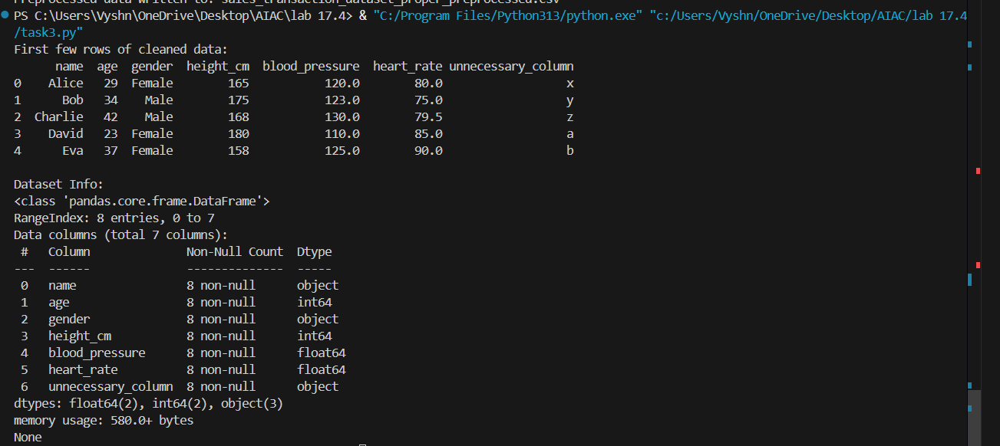 Preprocessed data written to: sales_transaction_dataset_proper_preprocessed.csv
PS C:\Users\Vyshn\OneDrive\Desktop\AIAC\lab 17.4> & "C:/Program Files/Python313/python.exe" "c:/Users/Vyshn/OneDrive/Desktop/AIAC/lab 17.4
/task3.py"
First few rows of cleaned data:
      name  age  gender  height_cm  blood_pressure  heart_rate unnecessary_column
0    Alice   29  Female        165           120.0        80.0                  x
1      Bob   34    Male        175           123.0        75.0                  y
2  Charlie   42    Male        168           130.0        79.5                  z
3    David   23  Female        180           110.0        85.0                  a
4      Eva   37  Female        158           125.0        90.0                  b
Dataset Info:
<class 'pandas.core.frame.DataFrame'>
RangeIndex: 8 entries, 0 to 7
Data columns (total 7 columns):
 #   Column              Non-Null Count  Dtype
---  ------              --------------  -----
 0   name                8 non-null      object
 1   age                 8 non-null      int64
 2   gender              8 non-null      object
 3   height_cm           8 non-null      int64
 4   blood_pressure      8 non-null      float64
 5   heart_rate          8 non-null      float64
 6   unnecessary_column  8 non-null      object
dtypes: float64(2), int64(2), object(3)
memory usage: 580.0+ bytes
None